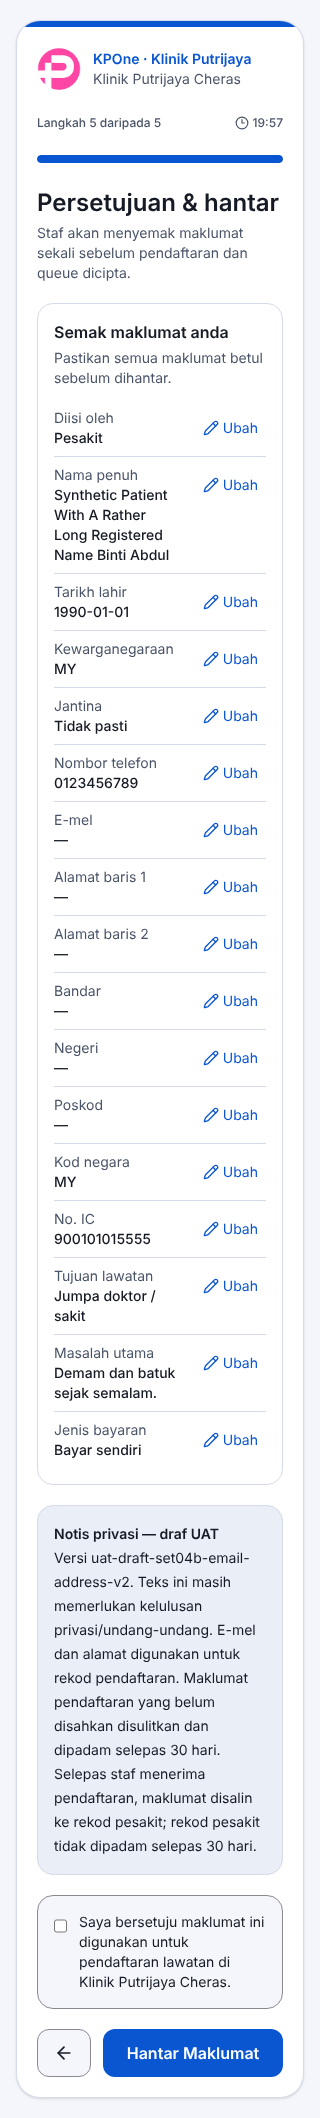 KPOne · Klinik Putrijaya
Klinik Putrijaya Cheras
Langkah 5 daripada 5
19:57
Persetujuan & hantar
Staf akan menyemak maklumat
sekali sebelum pendaftaran dan
queue dicipta.
Semak maklumat anda
Pastikan semua maklumat betul
sebelum dihantar.
Diisi oleh
Pesakit
Ubah
Nama penuh
Synthetic Patient
With A Rather
Long Registered
Name Binti Abdul
Ubah
Tarikh lahir
1990-01-01
Ubah
Kewarganegaraan
MY
Ubah
Jantina
Tidak pasti
Ubah
Nombor telefon
0123456789
Ubah
E-mel
—
Ubah
Alamat baris 1
—
Ubah
Alamat baris 2
—
Ubah
Bandar
—
Ubah
Negeri
—
Ubah
Poskod
—
Ubah
Kod negara
MY
Ubah
No. IC
900101015555
Ubah
Tujuan lawatan
Jumpa doktor /
sakit
Ubah
Masalah utama
Demam dan batuk
sejak semalam.
Ubah
Jenis bayaran
Bayar sendiri
Ubah
Notis privasi — draf UAT
Versi uat-draft-set04b-email-
address-v2. Teks ini masih
memerlukan kelulusan
privasi/undang-undang. E-mel
dan alamat digunakan untuk
rekod pendaftaran. Maklumat
pendaftaran yang belum
disahkan disulitkan dan
dipadam selepas 30 hari.
Selepas staf menerima
pendaftaran, maklumat disalin
ke rekod pesakit; rekod pesakit
tidak dipadam selepas 30 hari.
Saya bersetuju maklumat ini
digunakan untuk
pendaftaran lawatan di
Klinik Putrijaya Cheras.
Hantar Maklumat